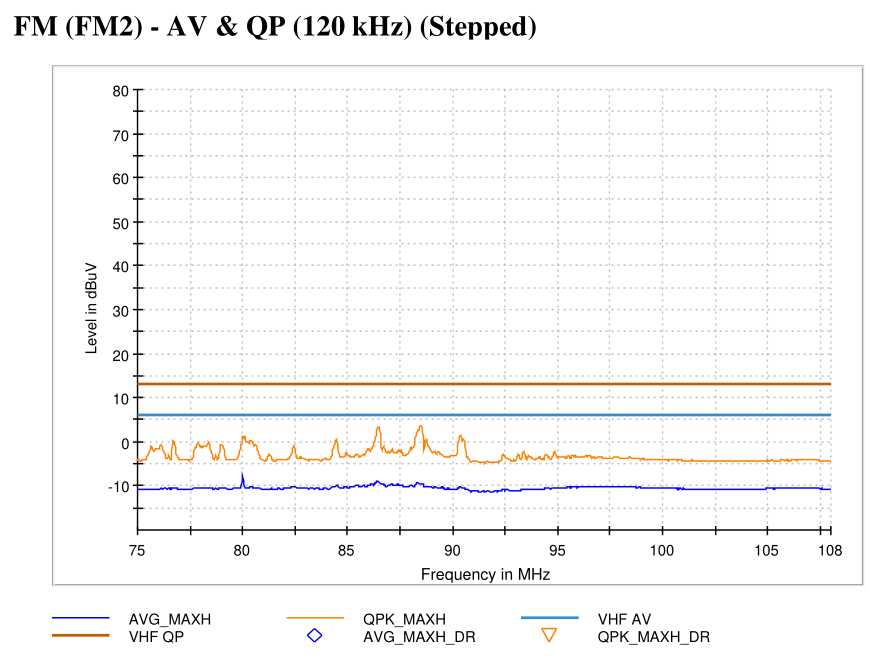 FM (FM2) - AV & QP (120 kHz) (Stepped)
80
70
60
50
40
30
20
10
0
-10
Level in dBuV
75 80 85 90 95 100 105 108
Frequency in MHz
AVG_MAXH QPK_MAXH VHF AV
VHF QP AVG_MAXH_DR QPK_MAXH_DR